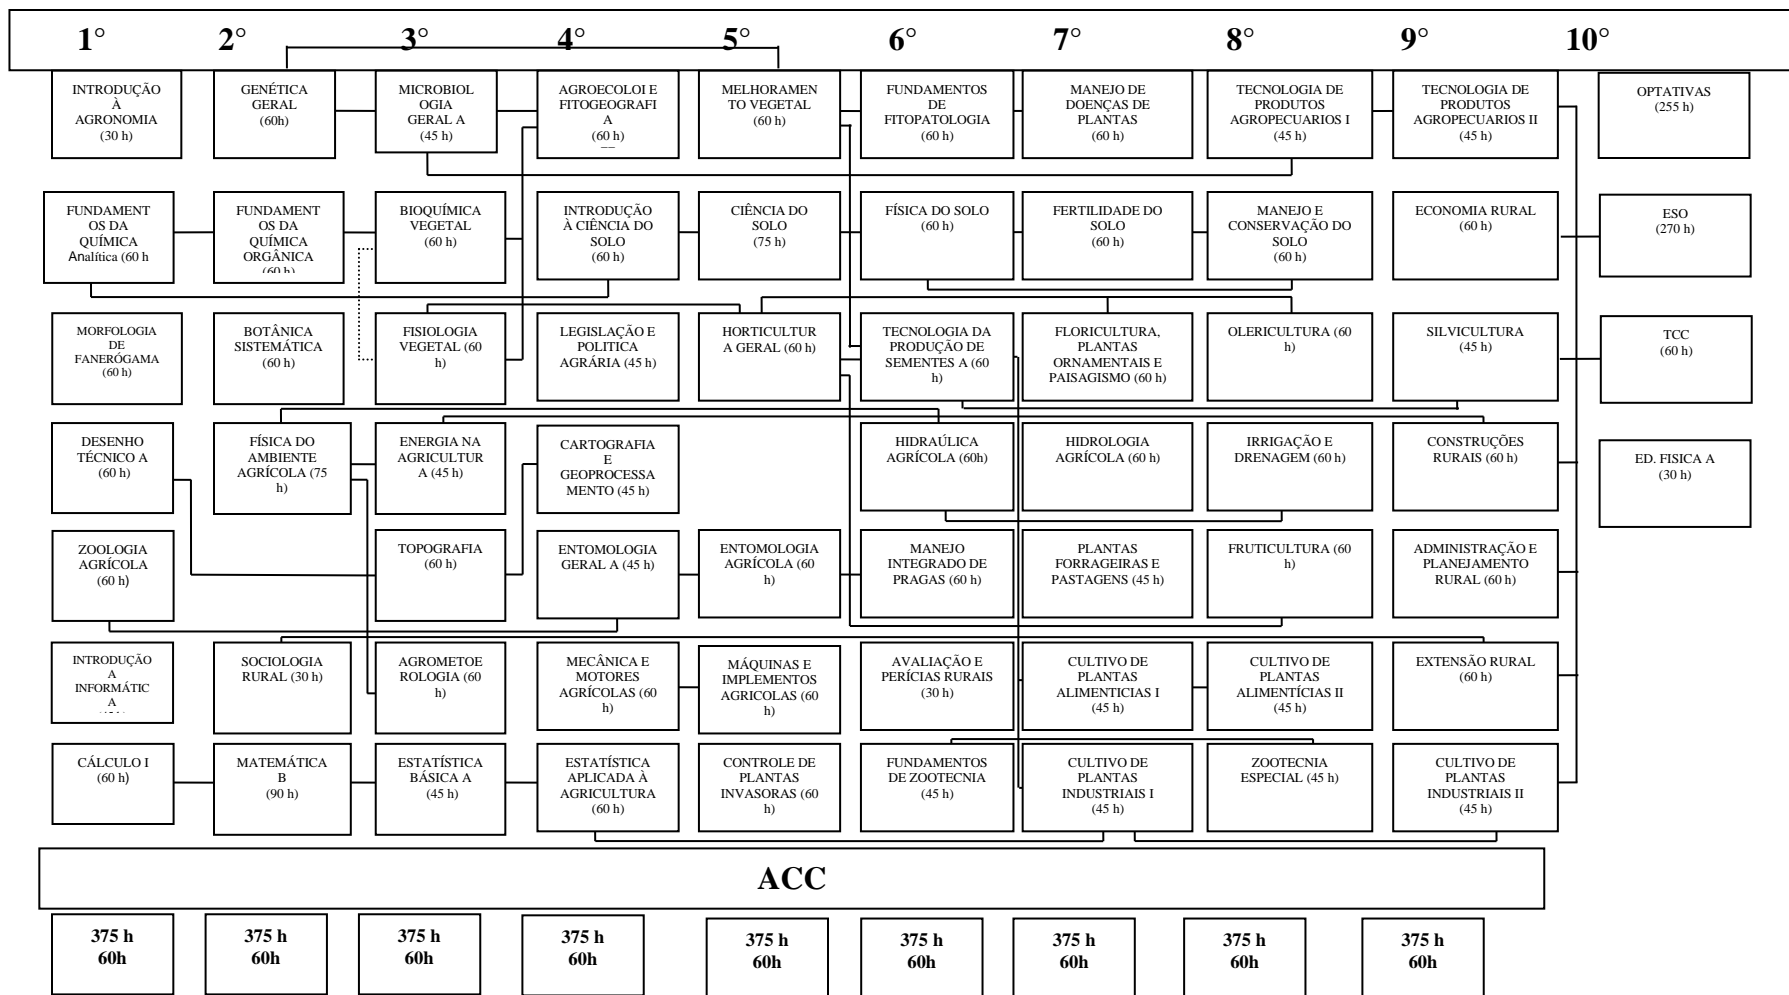 1° 2° 3° 4° 5° 6° 7° 8° 9° 10°
INTRODUÇÃO
À
AGRONOMIA
(30 h)
GENÉTICA
GERAL
(60h)
MICROBIOL
OGIA
GERAL A
(45 h)
AGROECOLOI E
FITOGEOGRAFI
A
(60 h)
MELHORAMEN
TO VEGETAL
(60 h)
FUNDAMENTOS
DE
FITOPATOLOGIA
(60 h)
MANEJO DE
DOENÇAS DE
PLANTAS
(60 h)
TECNOLOGIA DE
PRODUTOS
AGROPECUARIOS I
(45 h)
TECNOLOGIA DE
PRODUTOS
AGROPECUARIOS II
(45 h)
OPTATIVAS
(255 h)
FUNDAMENT
OS DA
QUÍMICA
Analítica (60 h
FUNDAMENT
OS DA
QUÍMICA
ORGÂNICA
(60 h)
BIOQUÍMICA
VEGETAL
(60 h)
INTRODUÇÃO
À CIÊNCIA DO
SOLO
(60 h)
CIÊNCIA DO
SOLO
(75 h)
FÍSICA DO SOLO
(60 h)
FERTILIDADE DO
SOLO
(60 h)
MANEJO E
CONSERVAÇÃO DO
SOLO
(60 h)
ECONOMIA RURAL
(60 h)
ESO
(270 h)
MORFOLOGIA
DE
FANERÓGAMA
(60 h)
BOTÂNICA
SISTEMÁTICA
(60 h)
FISIOLOGIA
VEGETAL (60
h)
LEGISLAÇÃO E
POLITICA
AGRÁRIA (45 h)
HORTICULTUR
A GERAL (60 h)
TECNOLOGIA DA
PRODUÇÃO DE
SEMENTES A (60
h)
FLORICULTURA,
PLANTAS
ORNAMENTAIS E
PAISAGISMO (60 h)
OLERICULTURA (60
h)
SILVICULTURA
(45 h)
TCC
(60 h)
DESENHO
TÉCNICO A
(60 h)
FÍSICA DO
AMBIENTE
AGRÍCOLA (75
h)
ENERGIA NA
AGRICULTUR
A (45 h)
CARTOGRAFIA
E
GEOPROCESSA
MENTO (45 h)
HIDRAÚLICA
AGRÍCOLA (60h)
HIDROLOGIA
AGRÍCOLA (60 h)
IRRIGAÇÃO E
DRENAGEM (60 h)
CONSTRUÇÕES
RURAIS (60 h)
ED. FISICA A
(30 h)
ZOOLOGIA
AGRÍCOLA
(60 h)
TOPOGRAFIA
(60 h)
ENTOMOLOGIA
GERAL A (45 h)
ENTOMOLOGIA
AGRÍCOLA (60
h)
MANEJO
INTEGRADO DE
PRAGAS (60 h)
PLANTAS
FORRAGEIRAS E
PASTAGENS (45 h)
FRUTICULTURA (60
h)
ADMINISTRAÇÃO E
PLANEJAMENTO
RURAL (60 h)
INTRODUÇÃO
A
INFORMÁTIC
A
SOCIOLOGIA
RURAL (30 h)
AGROMETOE
ROLOGIA (60
h)
MECÂNICA E
MOTORES
AGRÍCOLAS (60
h)
MÁQUINAS E
IMPLEMENTOS
AGRICOLAS (60
h)
AVALIAÇÃO E
PERÍCIAS RURAIS
(30 h)
CULTIVO DE
PLANTAS
ALIMENTICIAS I
(45 h)
CULTIVO DE
PLANTAS
ALIMENTÍCIAS II
(45 h)
EXTENSÃO RURAL
(60 h)
CÁLCULO I
(60 h)
MATEMÁTICA
B
(90 h)
ESTATÍSTICA
BÁSICA A
(45 h)
ESTATÍSTICA
APLICADA À
AGRICULTURA
(60 h)
CONTROLE DE
PLANTAS
INVASORAS (60
h)
FUNDAMENTOS
DE ZOOTECNIA
(45 h)
CULTIVO DE
PLANTAS
INDUSTRIAIS I
(45 h)
ZOOTECNIA
ESPECIAL (45 h)
CULTIVO DE
PLANTAS
INDUSTRIAIS II
(45 h)
ACC
375 h
60h
375 h
60h
375 h
60h
375 h
60h
375 h
60h
375 h
60h
375 h
60h
375 h
60h
375 h
60h